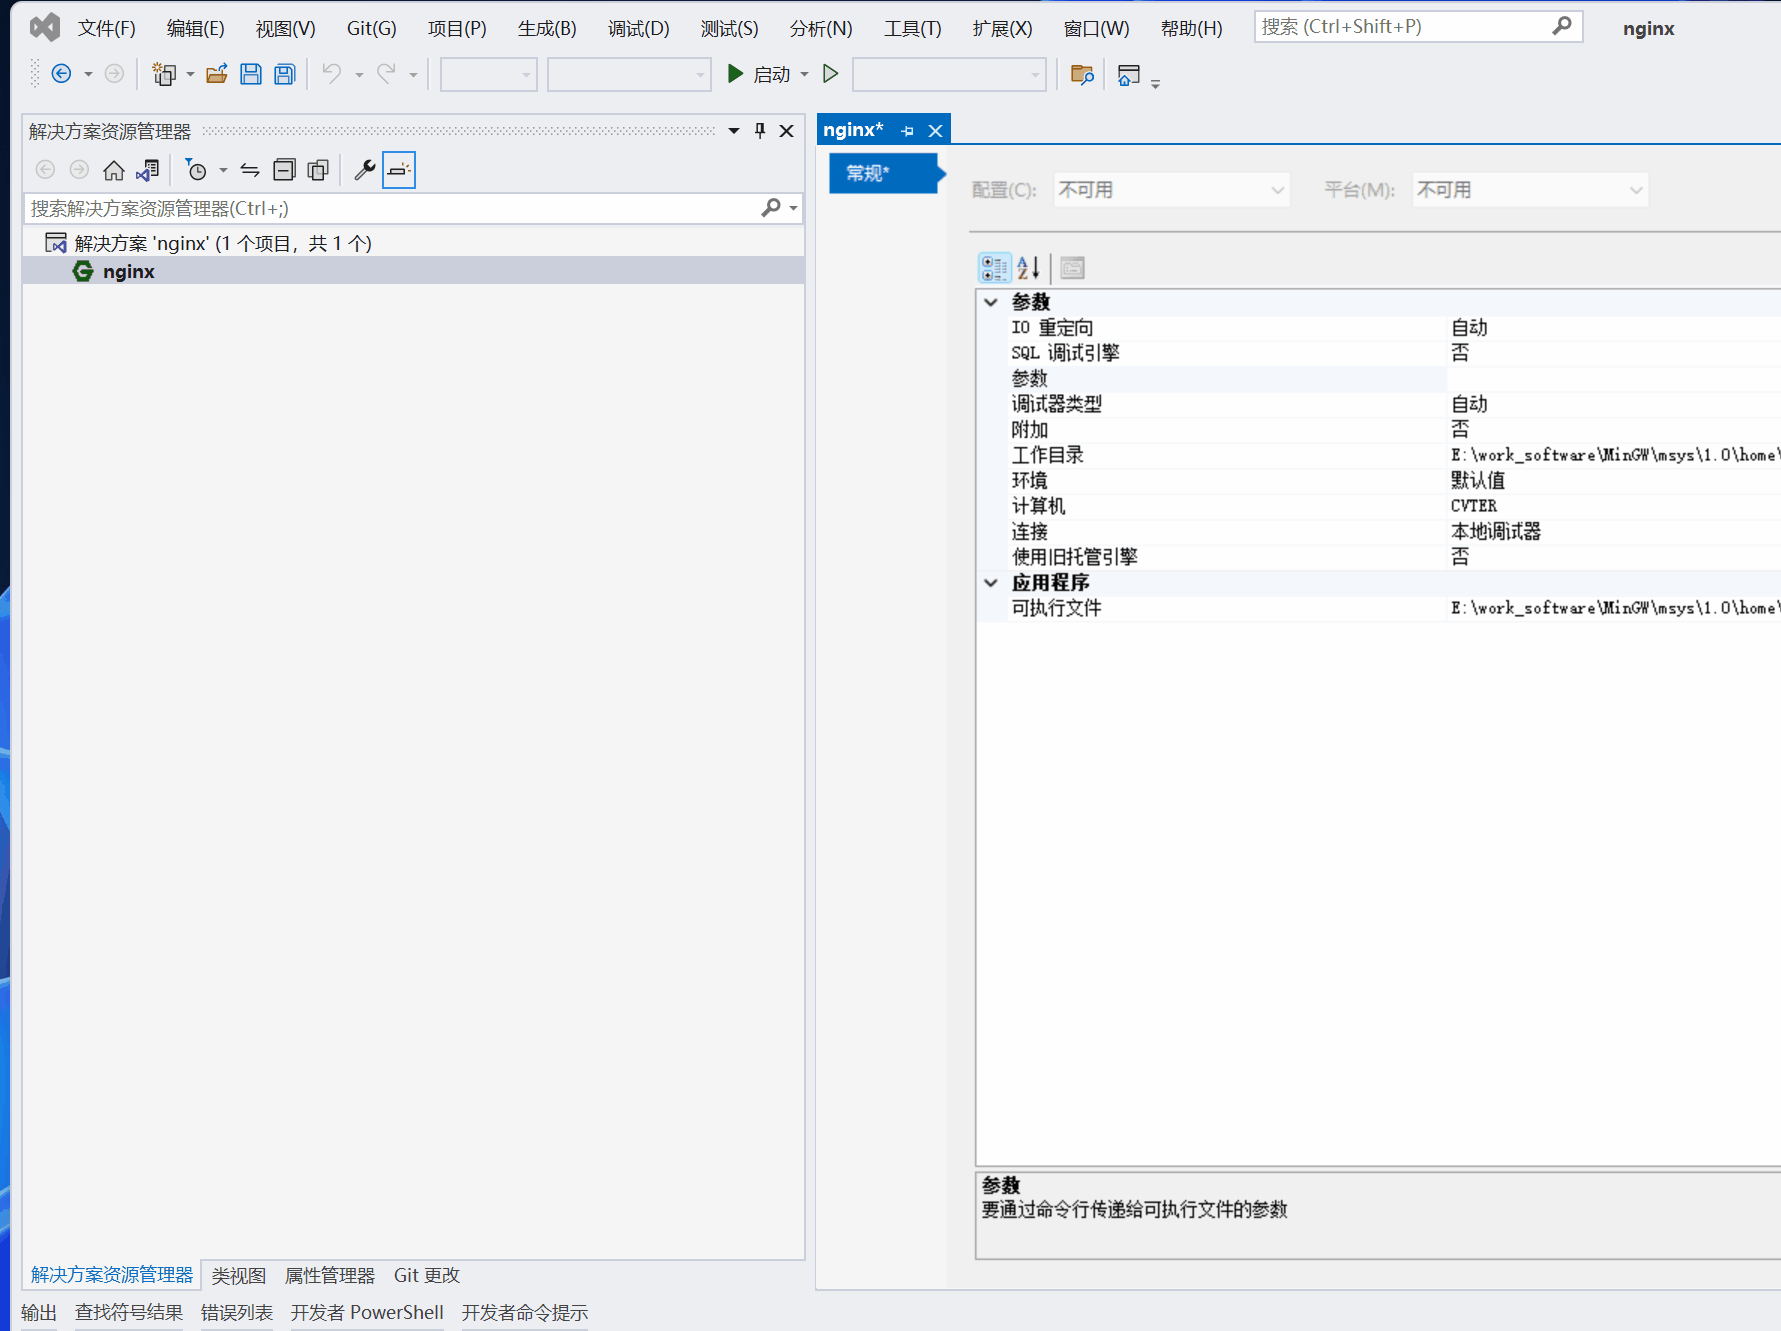 文件(F) 编辑(E) 视图(V) Git(G) 项目(P) 生成(B) 调试(D) 测试(S) 分析(N) 工具(T) 扩展(X) 窗口(W) 帮助(H) 搜索 (Ctrl+Shift+P) nginx
启动
解决方案资源管理器
搜索解决方案资源管理器(Ctrl+;)
解决方案 'nginx' (1 个项目，共 1 个)
nginx
nginx*
常规*
配置(C): 不可用 平台(M): 不可用
参数
IO 重定向 自动
SQL 调试引擎 否
参数
调试器类型 自动
附加 否
工作目录 E:\work_software\MinGW\msys\1.0\home\
环境 默认值
计算机 CVTER
连接 本地调试器
使用旧托管引擎 否
应用程序
可执行文件 E:\work_software\MinGW\msys\1.0\home\
参数
要通过命令行传递给可执行文件的参数
解决方案资源管理器 类视图 属性管理器 Git 更改
输出 查找符号结果 错误列表 开发者 PowerShell 开发者命令提示